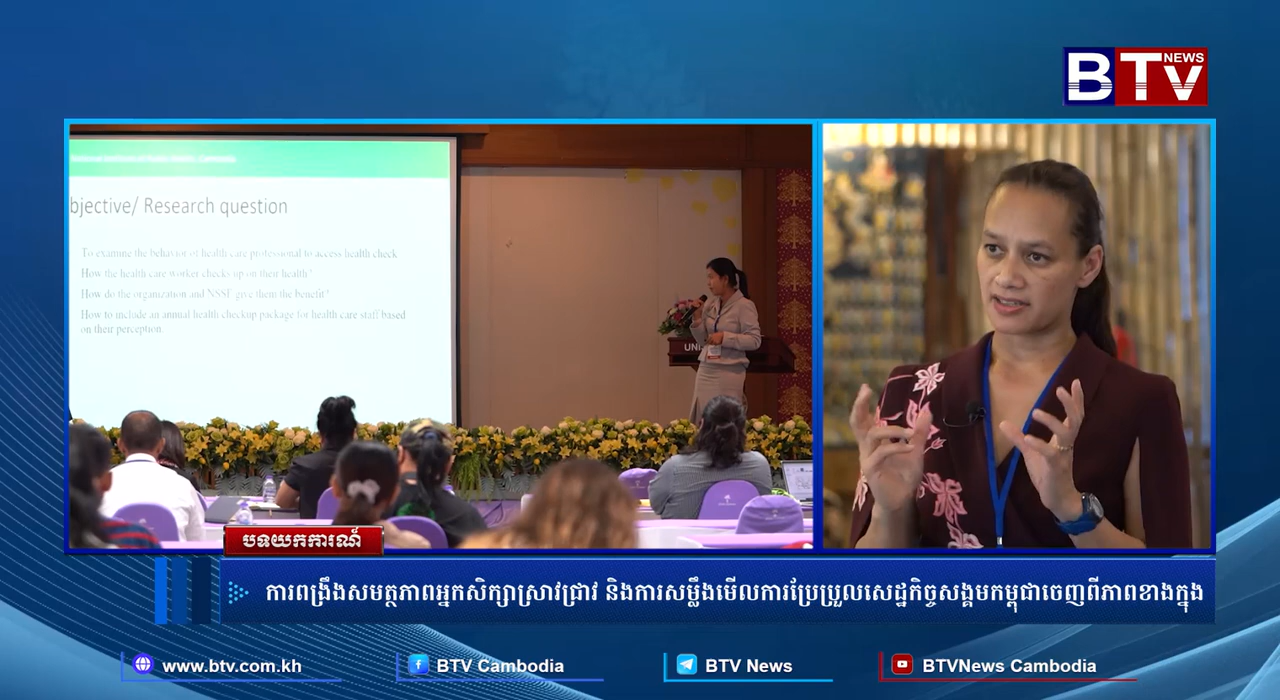 BTV NEWS
bjective/ Research question
To examine the behavior of health care professional to access health check
How the health care worker checks up on their health?
How do the organization and NSSF give them the benefit?
How to include an annual health checkup package for health care staff based
on their perception
UNI
បទយកការណ៍
ការពង្រឹងសមត្ថភាពអ្នកសិក្សាស្រាវជ្រាវ និងការសម្លឹងមើលការប្រែប្រួលសេដ្ឋកិច្ចសង្គមកម្ពុជាចេញពីភាពខាងក្នុង
www.btv.com.kh
BTV Cambodia
BTV News
BTVNews Cambodia